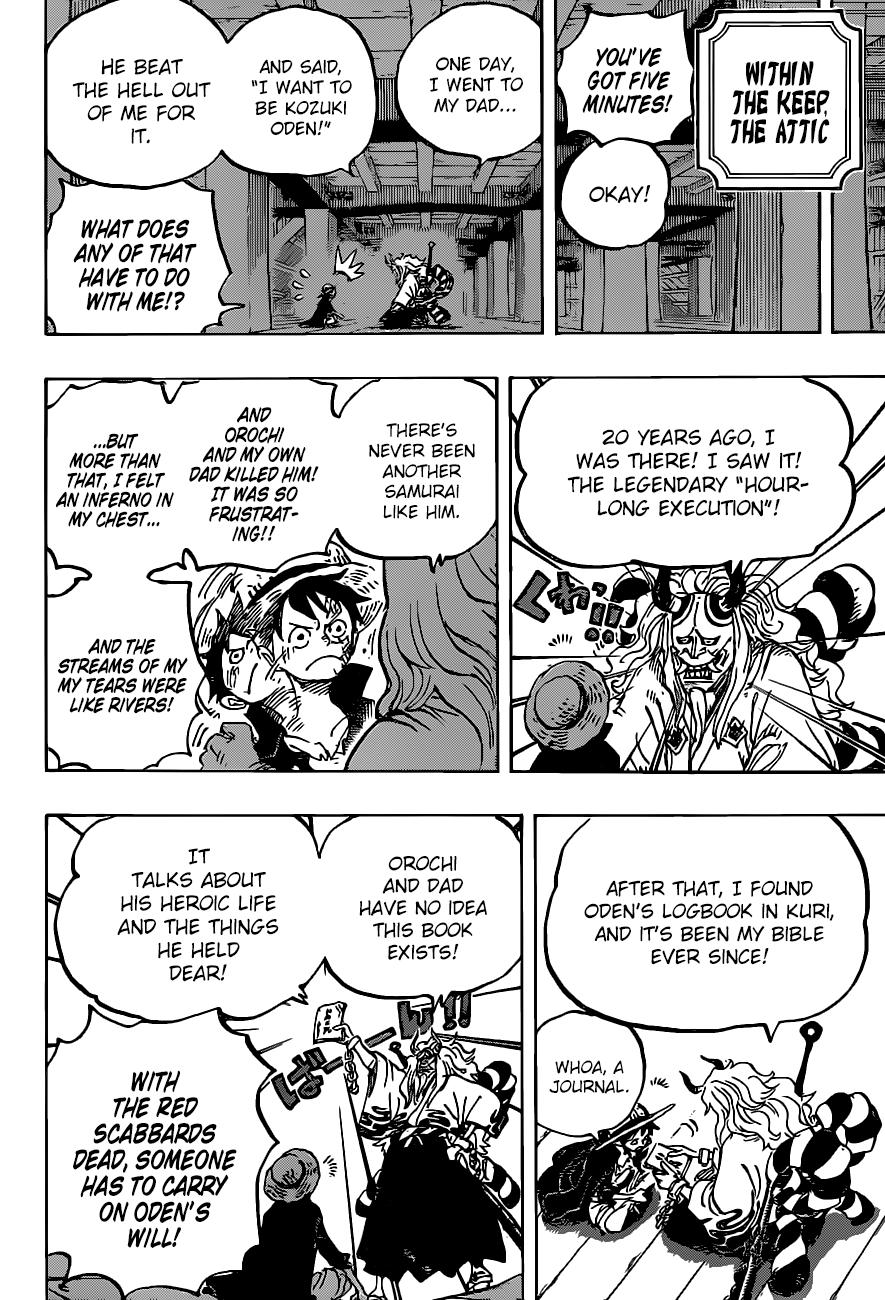 WITHIN
THE KEEP,
THE ATTIC
YOU'VE
GOT FIVE
MINUTES!
OKAY!
ONE DAY,
I WENT TO
MY DAD...
AND SAID,
"I WANT TO
BE KOZUKI
ODEN!"
HE BEAT
THE HELL OUT
OF ME FOR
IT.
WHAT DOES
ANY OF THAT
HAVE TO DO
WITH ME!?
20 YEARS AGO, I
WAS THERE! I SAW IT!
THE LEGENDARY "HOUR-
LONG EXECUTION"!
くわっ!!
THERE'S
NEVER BEEN
ANOTHER
SAMURAI
LIKE HIM.
AND
OROCHI
AND MY OWN
DAD KILLED HIM!
IT WAS SO
FRUSTRAT-
ING!!
...BUT
MORE THAN
THAT, I FELT
AN INFERNO IN
MY CHEST...
AND THE
STREAMS OF MY
MY TEARS WERE
LIKE RIVERS!
AFTER THAT, I FOUND
ODEN'S LOGBOOK IN KURI,
AND IT'S BEEN MY BIBLE
EVER SINCE!
WHOA, A
JOURNAL.
OROCHI
AND DAD
HAVE NO IDEA
THIS BOOK
EXISTS!
IT
TALKS ABOUT
HIS HEROIC LIFE
AND THE THINGS
HE HELD
DEAR!
ばーーん!!
WITH
THE RED
SCABBARDS
DEAD, SOMEONE
HAS TO CARRY
ON ODEN'S
WILL!